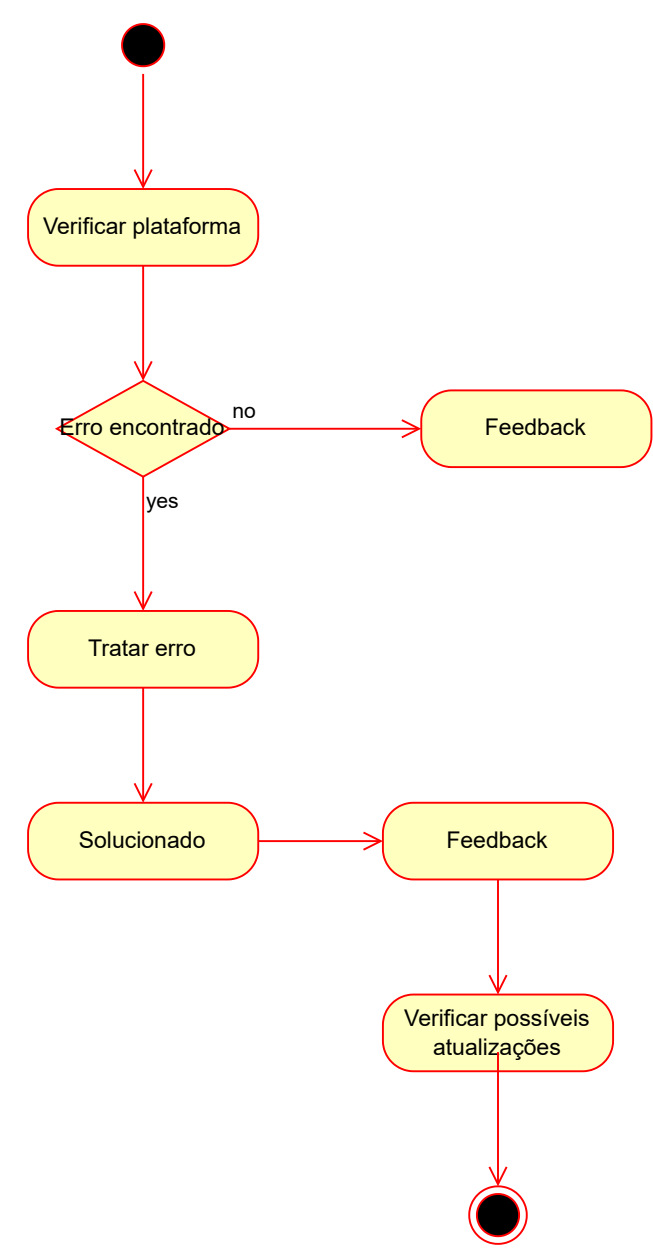 Verificar plataforma
Erro encontrado
no
Feedback
yes
Tratar erro
Solucionado
Feedback
Verificar possíveis
atualizações